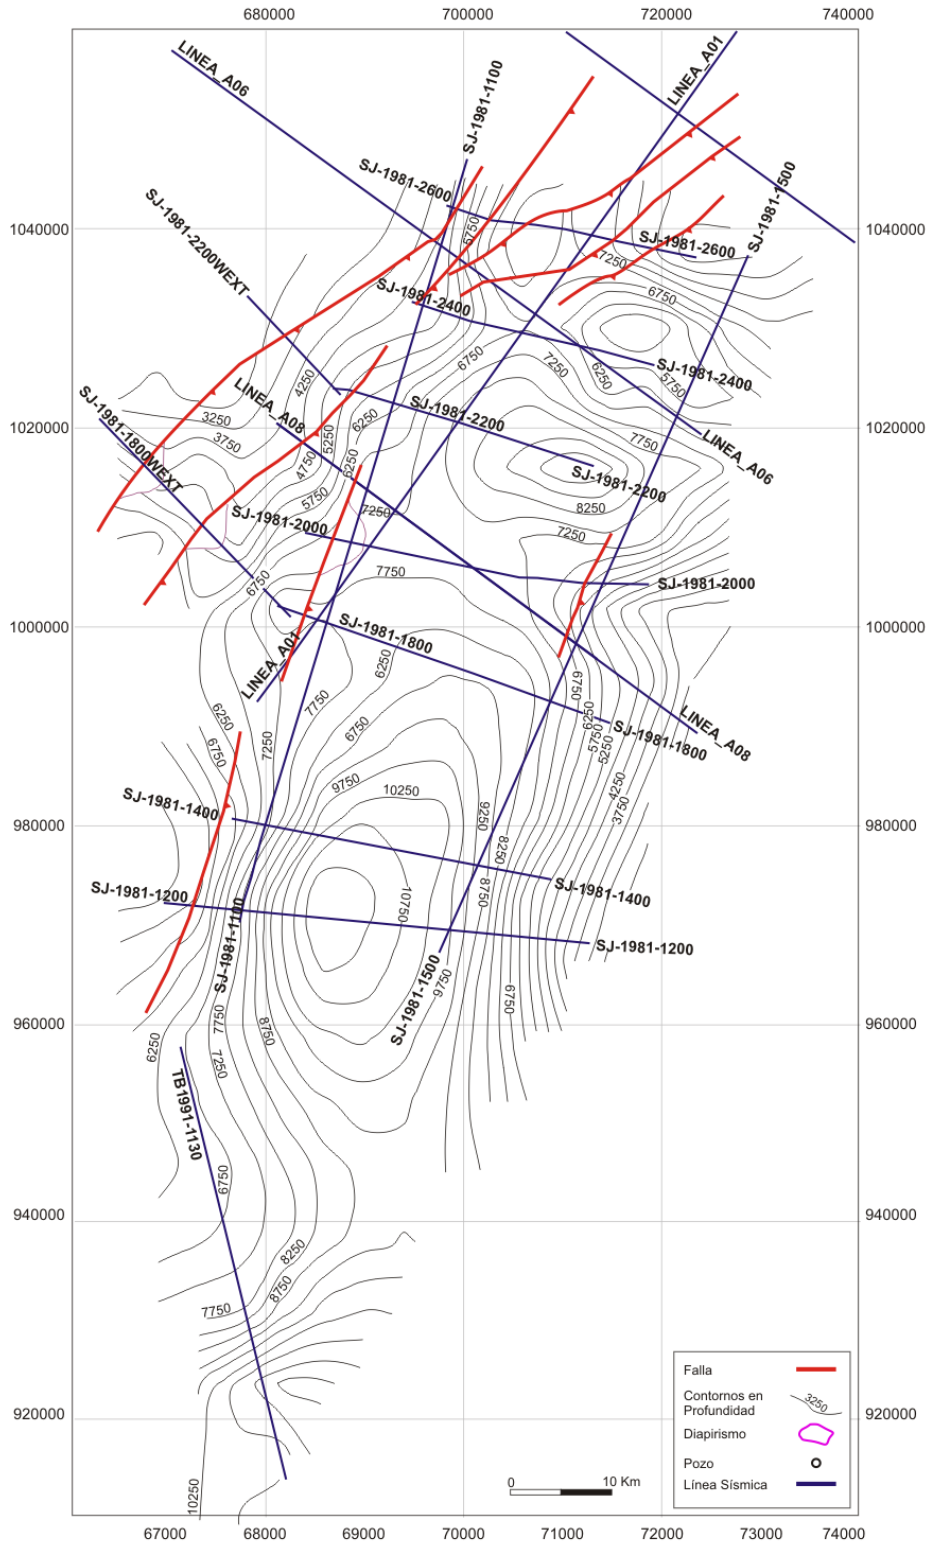 680000 700000 720000 740000
LINEA_A06
LINEA_A01
SJ-1981-1100
SJ-1981-2600
SJ-1981-1500
SJ-1981-2200WEXT
1040000 1040000
5750
SJ-1981-2600
7250
SJ-1981-2400
6750
6750
7250
6250
SJ-1981-2400
5750
4250
LINEA_A08
SJ-1981-1800WEXT
3250
6250
SJ-1981-2200
1020000 1020000
3750
5250
7750
LINEA_A06
4750
6250
SJ-1981-2200
5750
8250
7250
SJ-1981-2000
7250
7750
6750
SJ-1981-2000
1000000 1000000
SJ-1981-1800
LINEA_A01
6250
6750
7750
6250
6250
6750
LINEA_A08
5750
5250
SJ-1981-1800
6750
7250
9750
10250
4250
3750
SJ-1981-1400
9250
980000 980000
8250
SJ-1981-1400
8750
SJ-1981-1200
10750
SJ-1981-1100
SJ-1981-1200
SJ-1981-1500
9750
6750
7750
8750
960000 960000
6250
7250
TB1991-1130
6750
940000 940000
8250
8750
7750
920000 920000
10250
Falla
Contornos en
Profundidad
3250
Diapirismo
Pozo
Línea Sísmica
0 10 Km
67000 68000 69000 70000 71000 72000 73000 74000